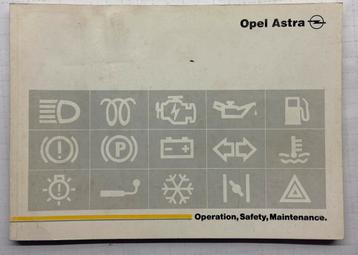 Opel Astra
P
Operation, Safety, Maintenance.